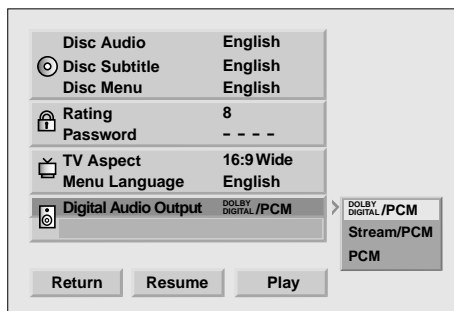 Disc Audio English
Disc Subtitle English
Disc Menu English
Rating 8
Password - - - -
TV Aspect 16:9 Wide
Menu Language English
Digital Audio Output DOLBY DIGITAL /PCM
DOLBY DIGITAL /PCM
Stream/PCM
PCM
Return Resume Play